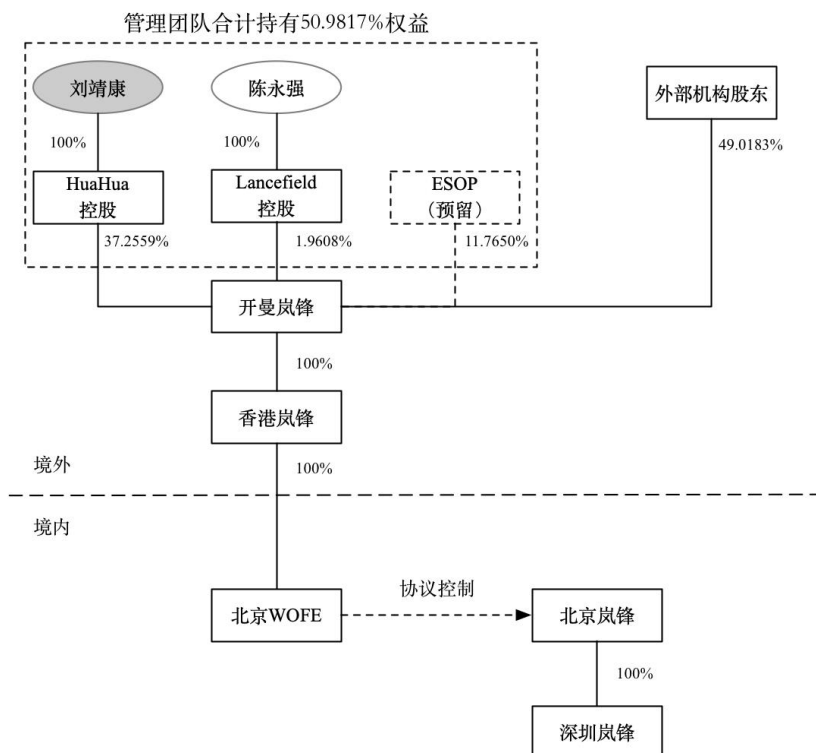 管理团队合计持有50.9817%权益
刘靖康
陈永强
外部机构股东
100%
100%
49.0183%
HuaHua
控股
Lancefield
控股
ESOP
（预留）
37.2559%
1.9608%
11.7650%
开曼岚锋
100%
香港岚锋
境外
100%
境内
协议控制
北京WOFE
北京岚锋
100%
深圳岚锋